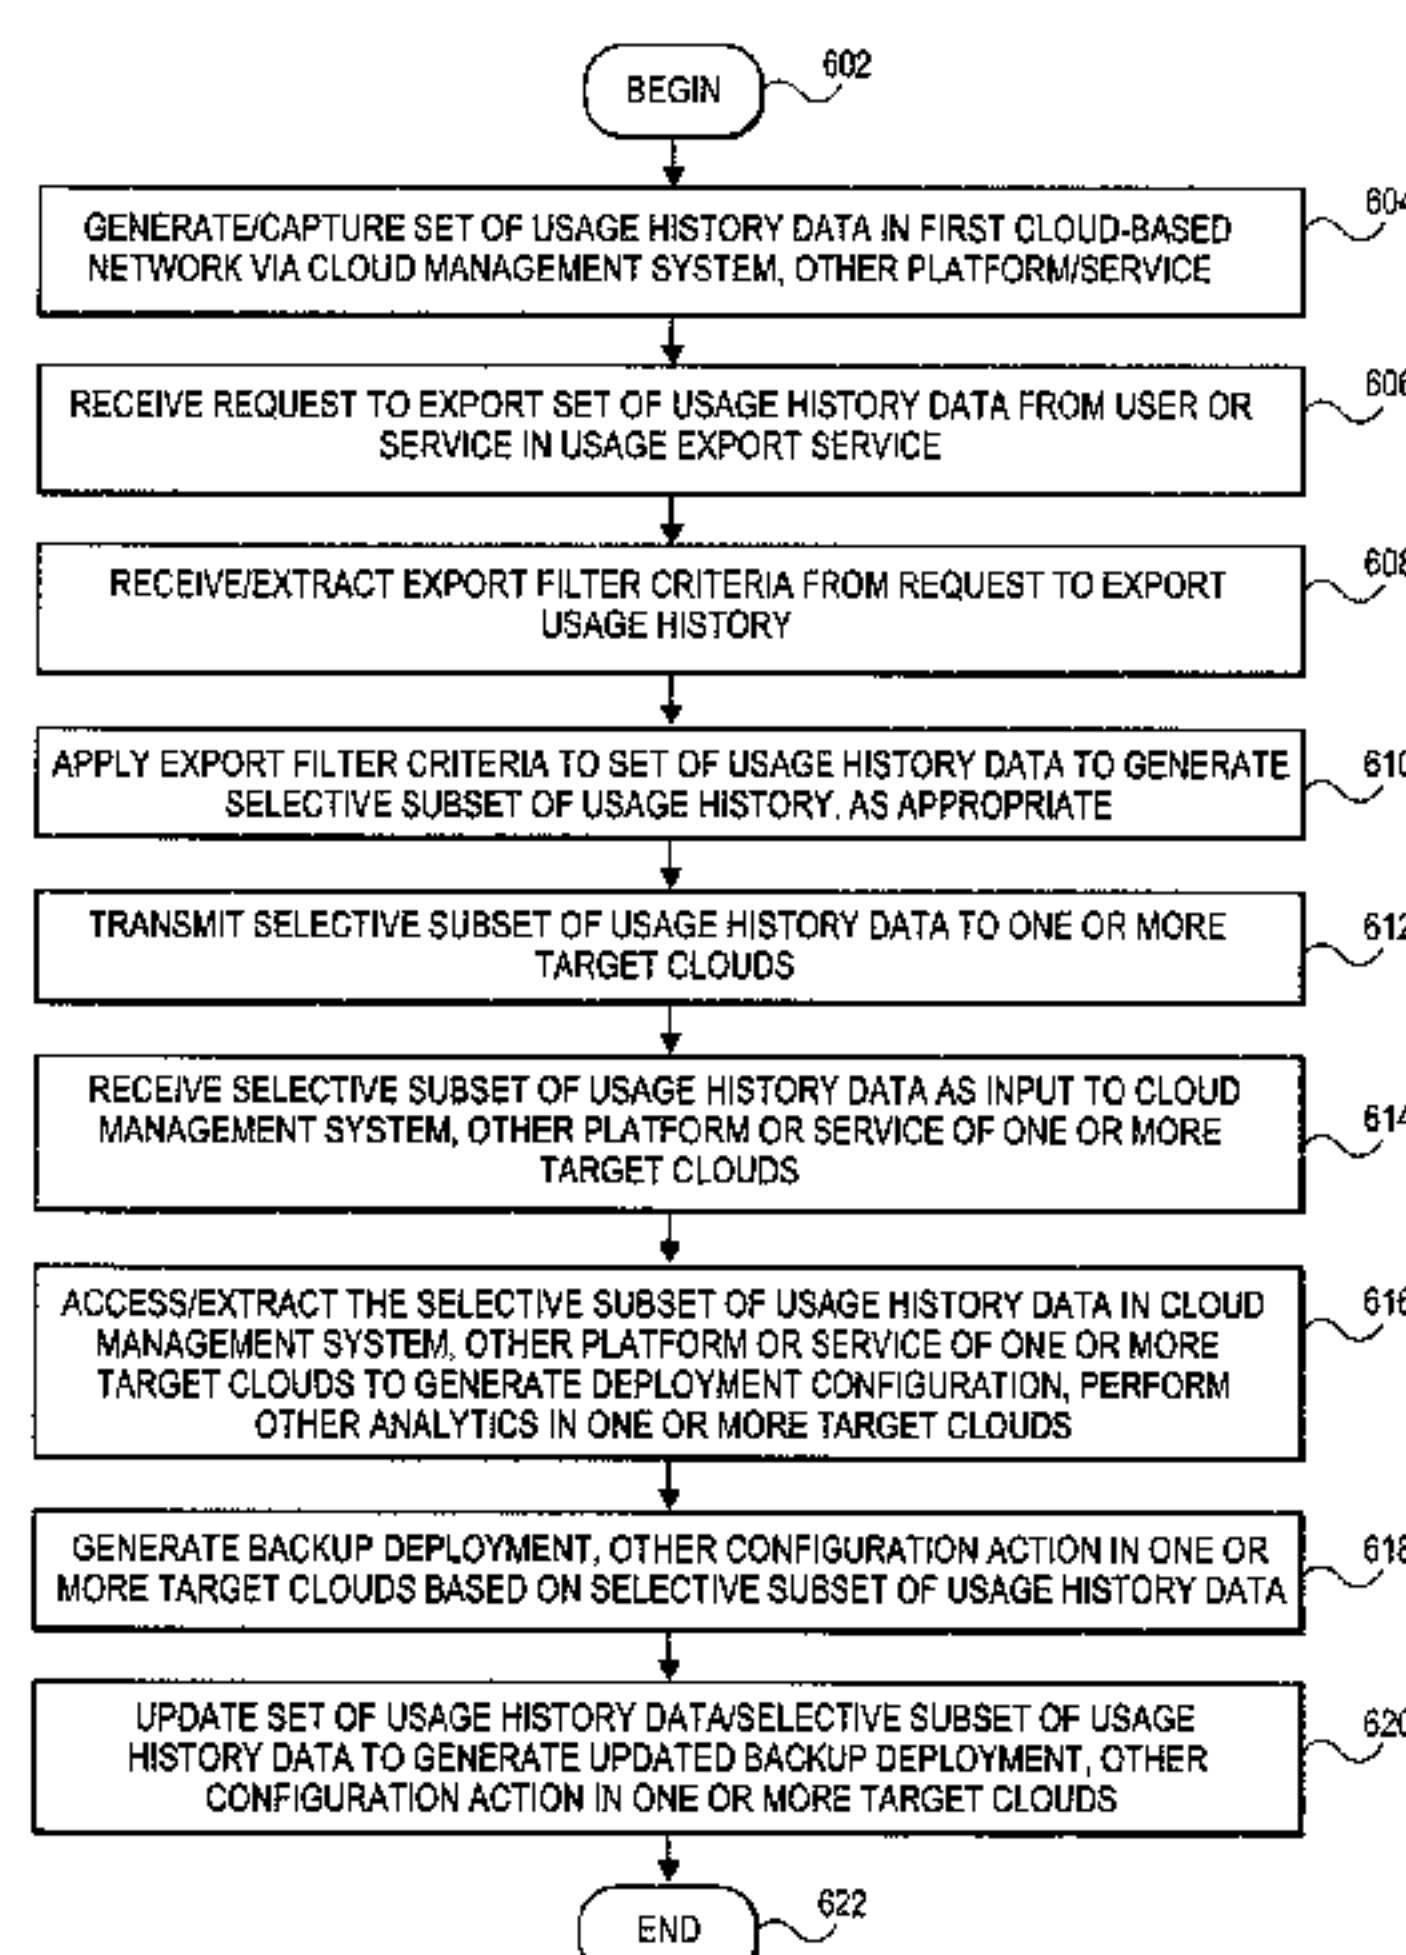 BEGIN
602
GENERATE/CAPTURE SET OF USAGE HISTORY DATA IN FIRST CLOUD-BASED
NETWORK VIA CLOUD MANAGEMENT SYSTEM, OTHER PLATFORM/SERVICE
604
RECEIVE REQUEST TO EXPORT SET OF USAGE HISTORY DATA FROM USER OR
SERVICE IN USAGE EXPORT SERVICE
606
RECEIVE/EXTRACT EXPORT FILTER CRITERIA FROM REQUEST TO EXPORT
USAGE HISTORY
608
APPLY EXPORT FILTER CRITERIA TO SET OF USAGE HISTORY DATA TO GENERATE
SELECTIVE SUBSET OF USAGE HISTORY, AS APPROPRIATE
610
TRANSMIT SELECTIVE SUBSET OF USAGE HISTORY DATA TO ONE OR MORE
TARGET CLOUDS
612
RECEIVE SELECTIVE SUBSET OF USAGE HISTORY DATA AS INPUT TO CLOUD
MANAGEMENT SYSTEM, OTHER PLATFORM OR SERVICE OF ONE OR MORE
TARGET CLOUDS
614
ACCESS/EXTRACT THE SELECTIVE SUBSET OF USAGE HISTORY DATA IN CLOUD
MANAGEMENT SYSTEM, OTHER PLATFORM OR SERVICE OF ONE OR MORE
TARGET CLOUDS TO GENERATE DEPLOYMENT CONFIGURATION, PERFORM
OTHER ANALYTICS IN ONE OR MORE TARGET CLOUDS
616
GENERATE BACKUP DEPLOYMENT, OTHER CONFIGURATION ACTION IN ONE OR
MORE TARGET CLOUDS BASED ON SELECTIVE SUBSET OF USAGE HISTORY DATA
618
UPDATE SET OF USAGE HISTORY DATA/SELECTIVE SUBSET OF USAGE
HISTORY DATA TO GENERATE UPDATED BACKUP DEPLOYMENT, OTHER
CONFIGURATION ACTION IN ONE OR MORE TARGET CLOUDS
620
END
622